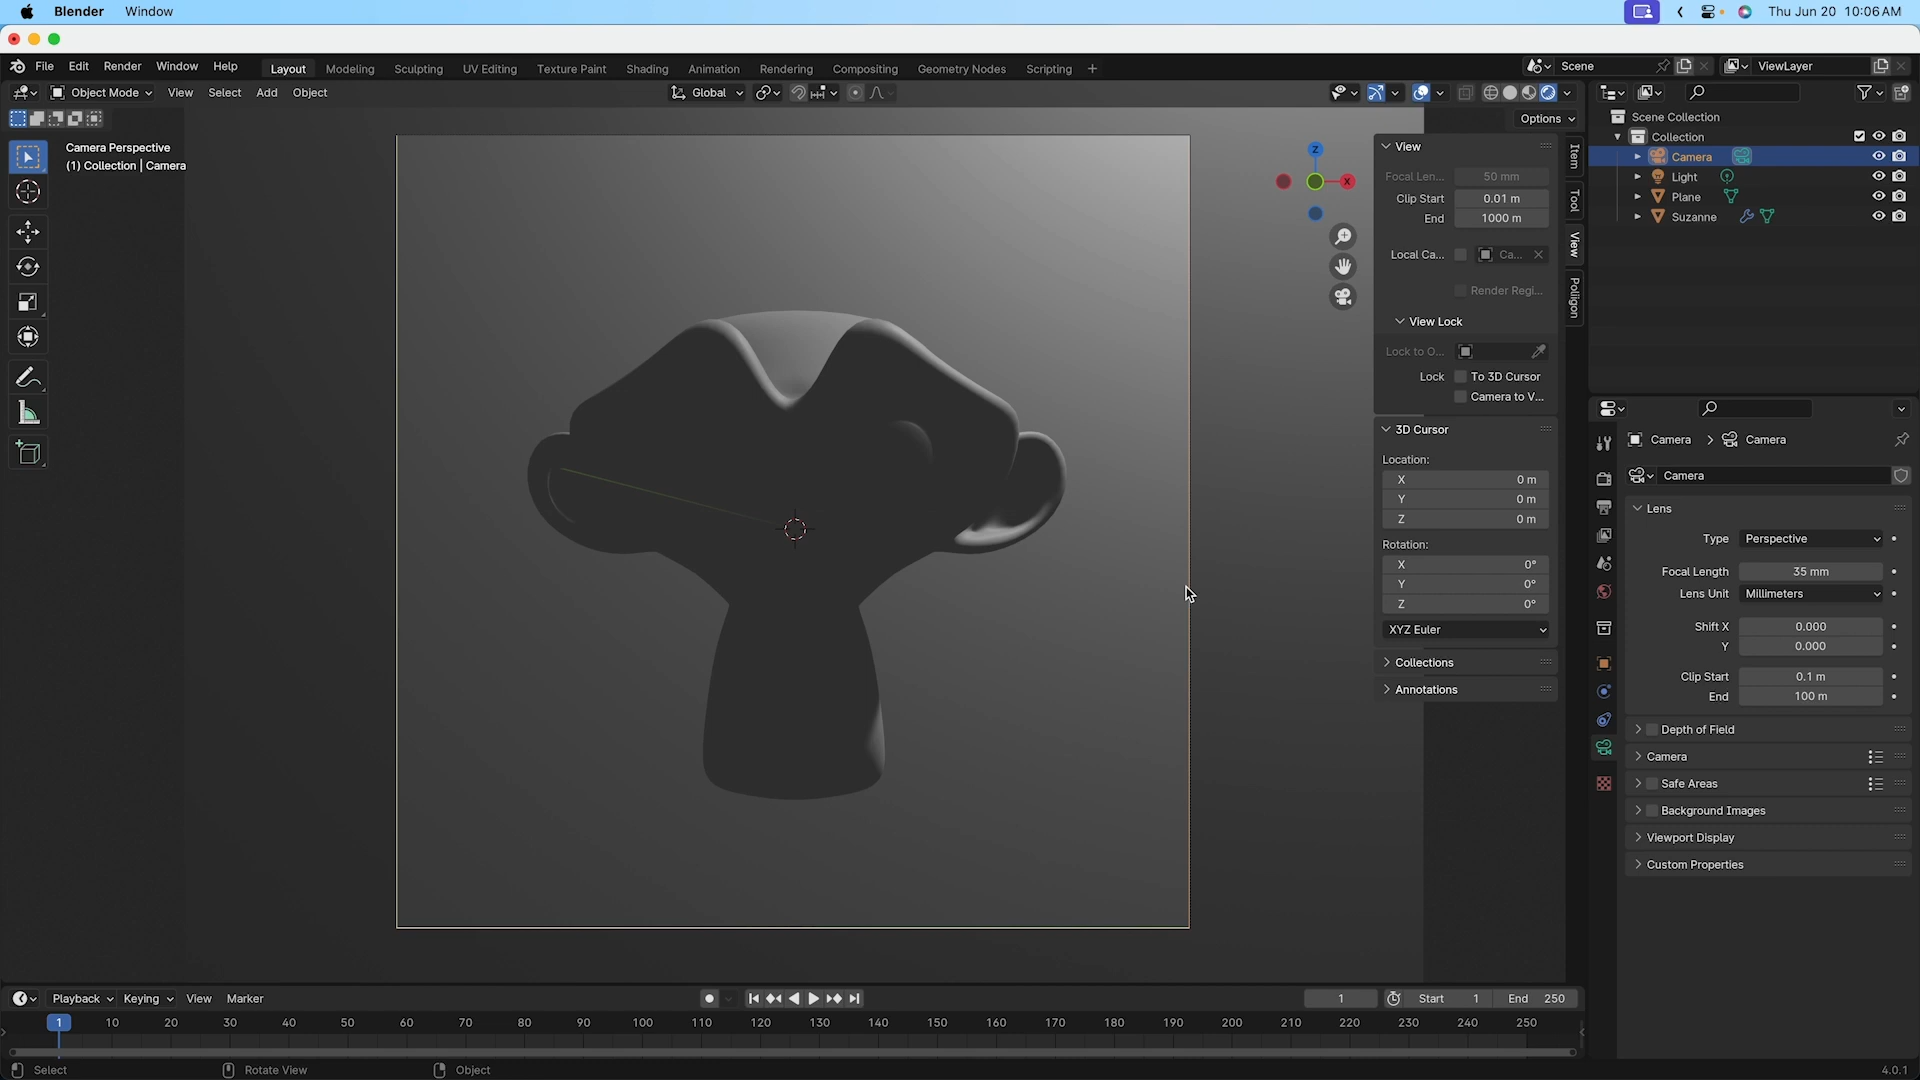 Blender Window Thu Jun 20 10:06 AM
File Edit Render Window Help Layout Modeling Sculpting UV Editing Texture Paint Shading Animation Rendering Compositing Geometry Nodes Scripting + Scene ViewLayer
Object Mode View Select Add Object Global
Options
Camera Perspective
(1) Collection | Camera
Z
X
View
Focal Len... 50 mm
Clip Start 0.01 m
End 1000 m
Local Ca... Ca...
Render Regi...
View Lock
Lock to O...
Lock To 3D Cursor
Camera to V...
3D Cursor
Location:
X 0 m
Y 0 m
Z 0 m
Rotation:
X 0°
Y 0°
Z 0°
XYZ Euler
Collections
Annotations
Item
Tool
View
Poliigon
Scene Collection
Collection
Camera
Light
Plane
Suzanne
Camera Camera
Camera
Lens
Type Perspective
Focal Length 35 mm
Lens Unit Millimeters
Shift X 0.000
Y 0.000
Clip Start 0.1 m
End 100 m
Depth of Field
Camera
Safe Areas
Background Images
Viewport Display
Custom Properties
Playback Keying View Marker 1 Start 1 End 250
1 10 20 30 40 50 60 70 80 90 100 110 120 130 140 150 160 170 180 190 200 210 220 230 240 250
Select Rotate View Object 4.0.1